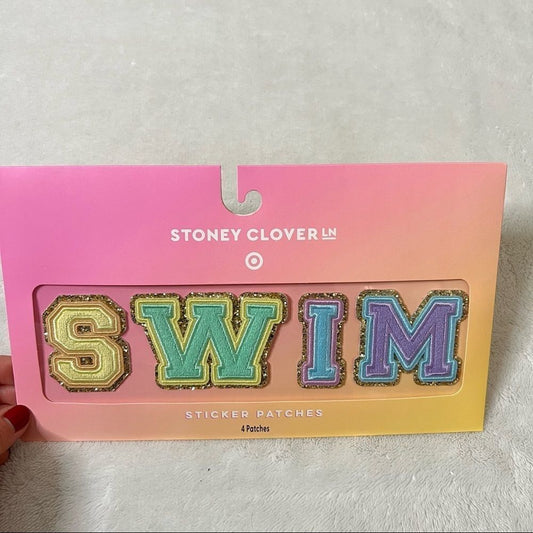 STONEY CLOVER LN
SWIM
STICKER PATCHES
4 Patches